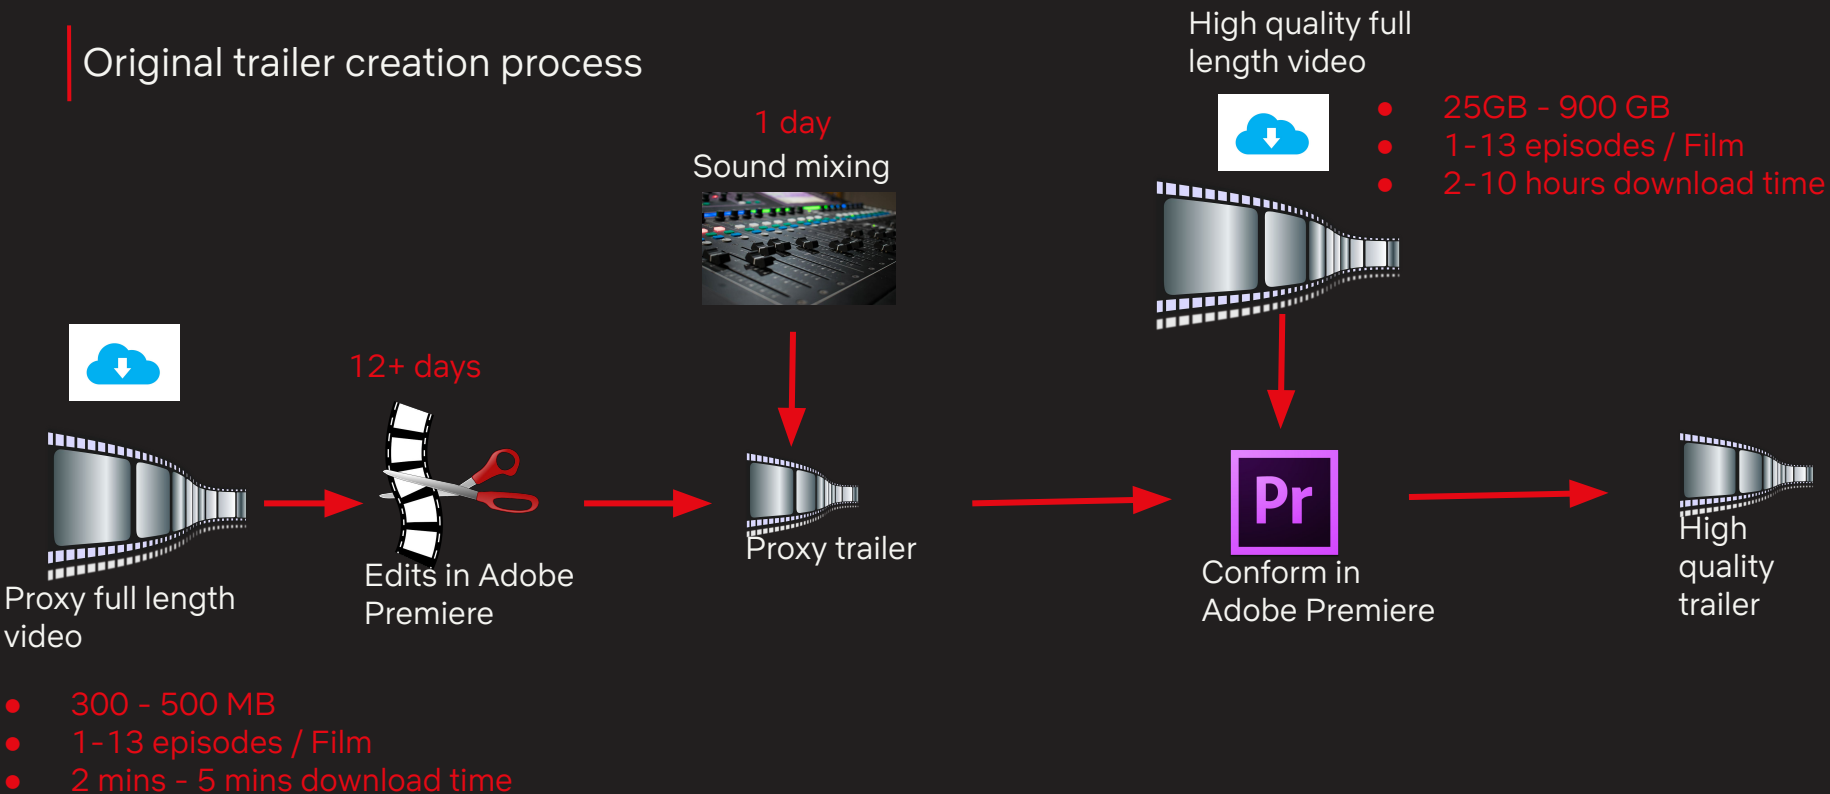 Original trailer creation process
High quality full
length video
● 25GB - 900 GB
● 1-13 episodes / Film
● 2-10 hours download time
1 day
Sound mixing
12+ days
Proxy full length
video
Edits in Adobe
Premiere
Proxy trailer
Pr
Conform in
Adobe Premiere
High
quality
trailer
● 300 - 500 MB
● 1-13 episodes / Film
● 2 mins - 5 mins download time